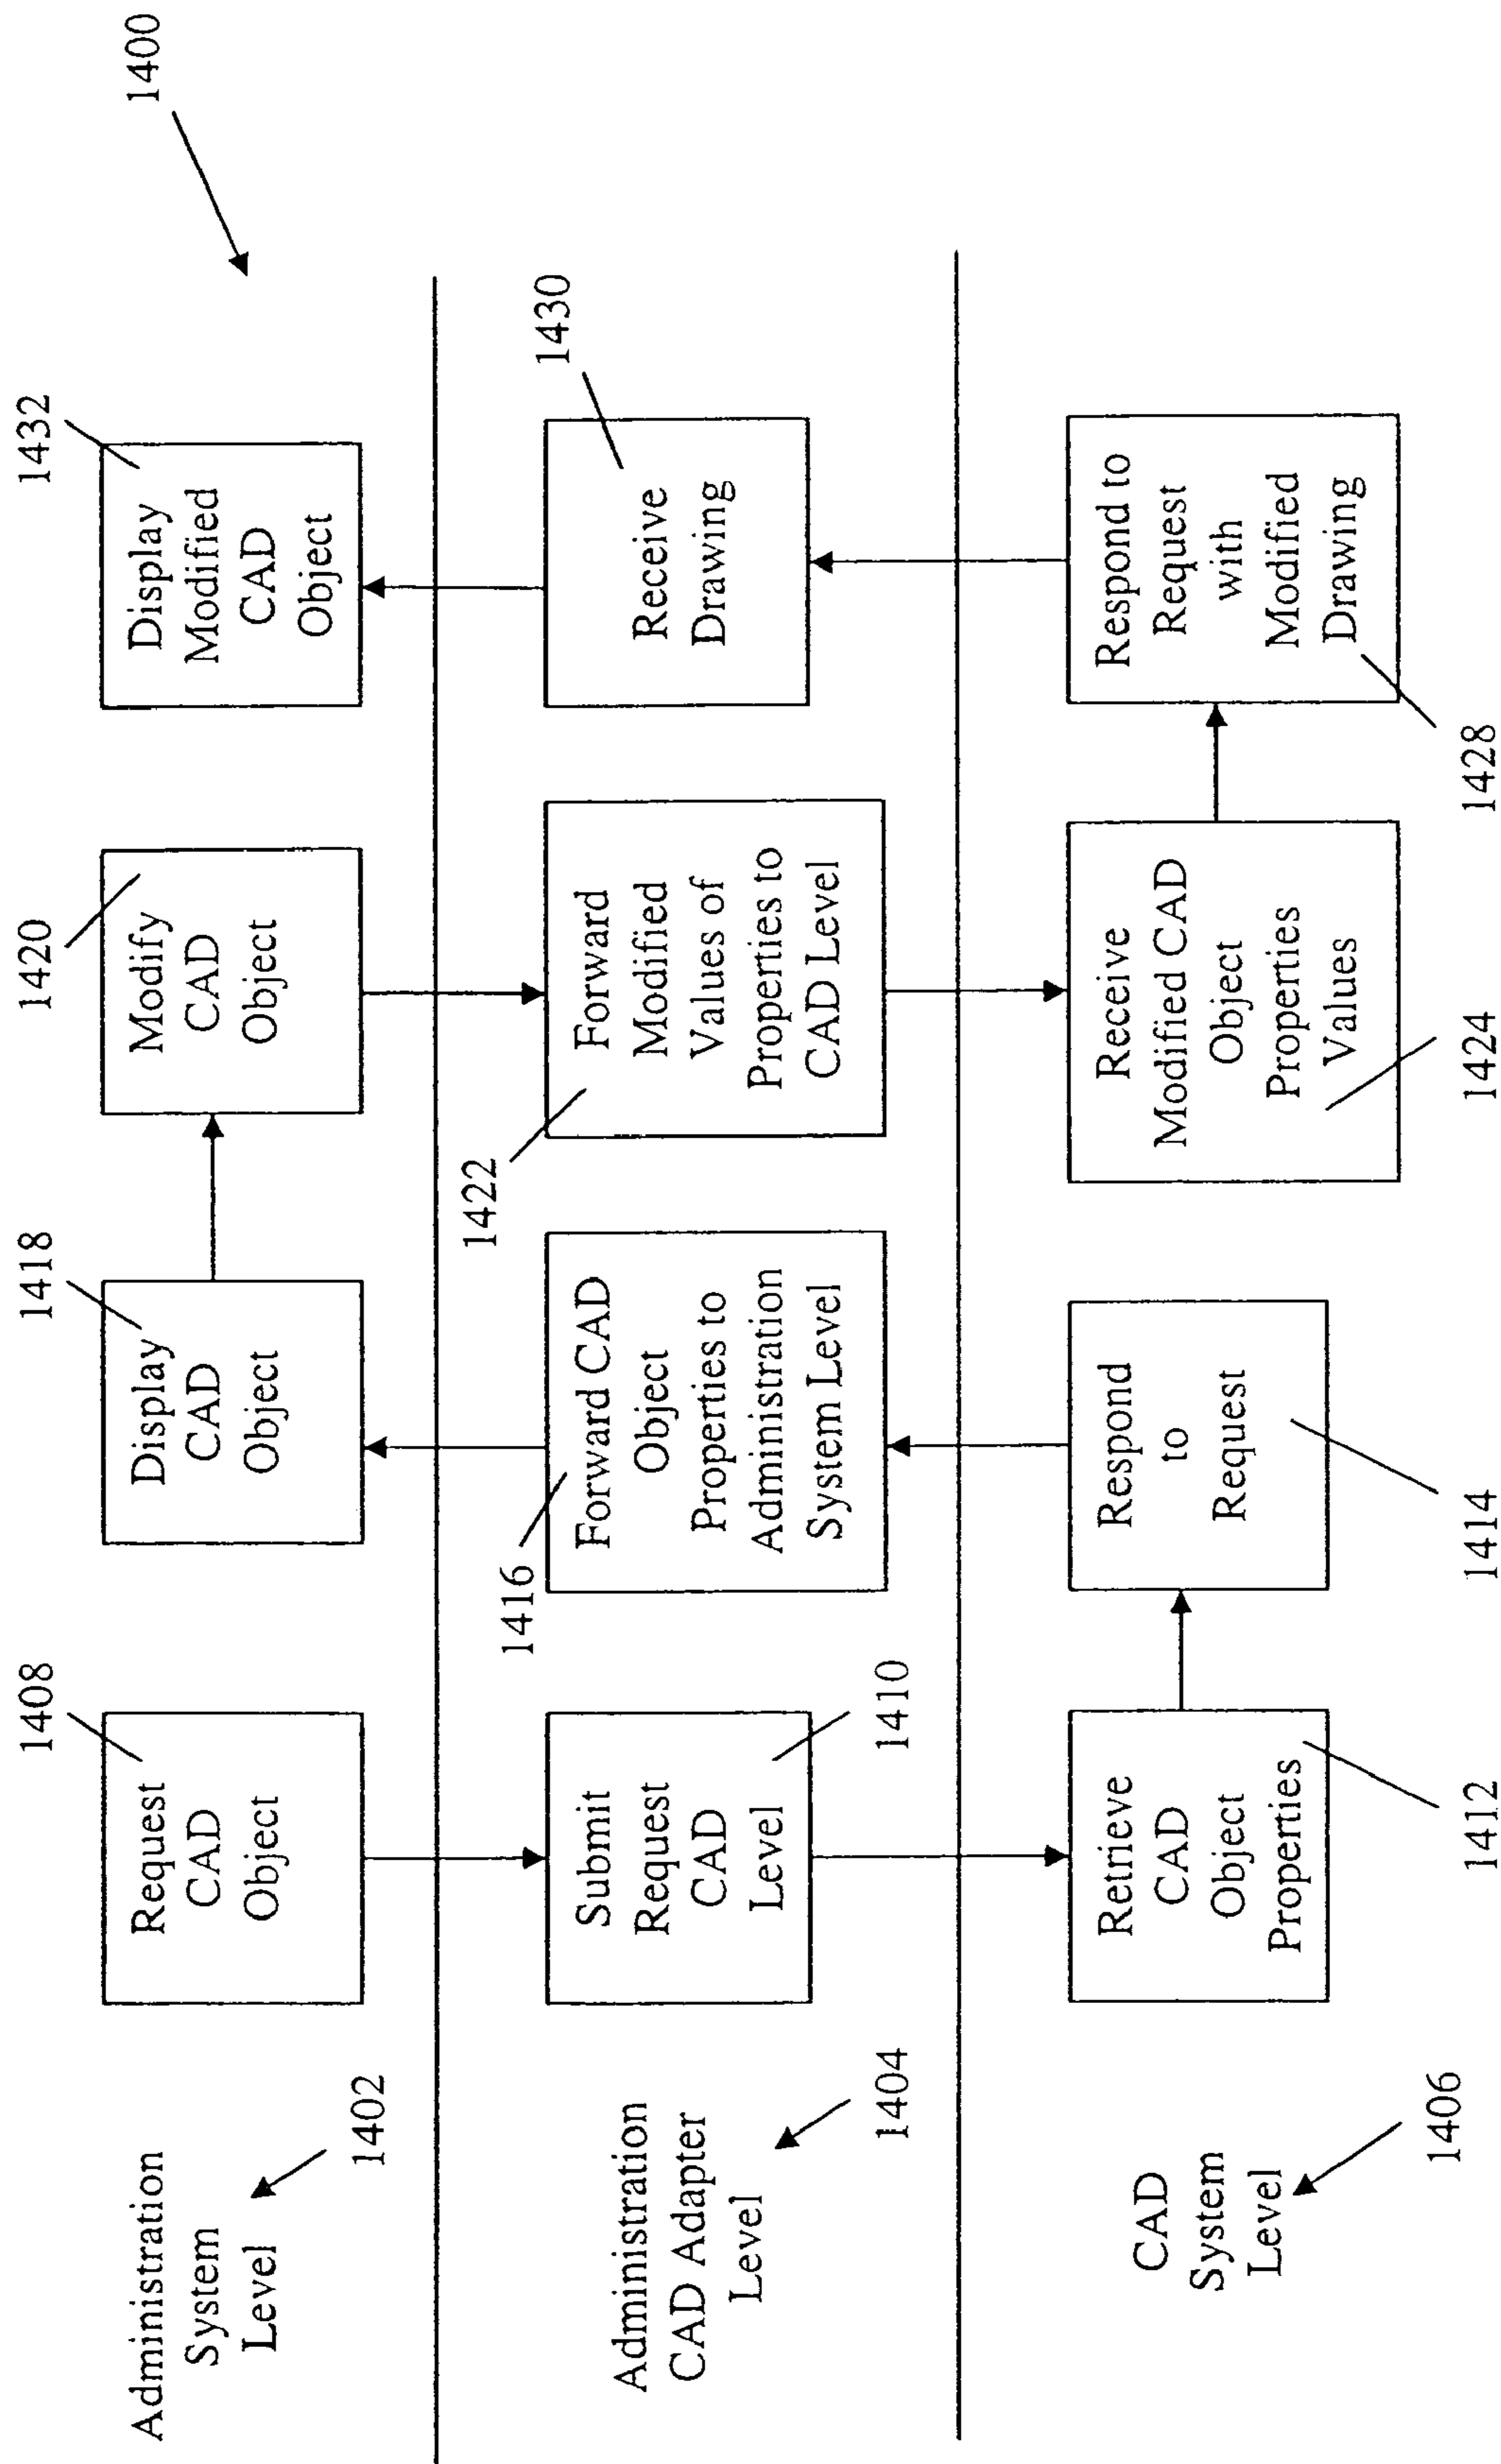 1400
Administration
System
Level
1402
Request
CAD
Object
1408
Display
CAD
Object
1418
Modify
CAD
Object
1420
Display
Modified
CAD
Object
1432
Administration
CAD Adapter
Level
1404
Submit
Request
CAD
Level
1410
1416
Forward CAD
Object
Properties to
Administration
System Level
1422
Forward
Modified
Values of
Properties to
CAD Level
Receive
Drawing
1430
CAD
System
Level
1406
Retrieve
CAD
Object
Properties
1412
Respond
to
Request
1414
Receive
Modified CAD
Object
Properties
Values
1424
Respond to
Request
with
Modified
Drawing
1428